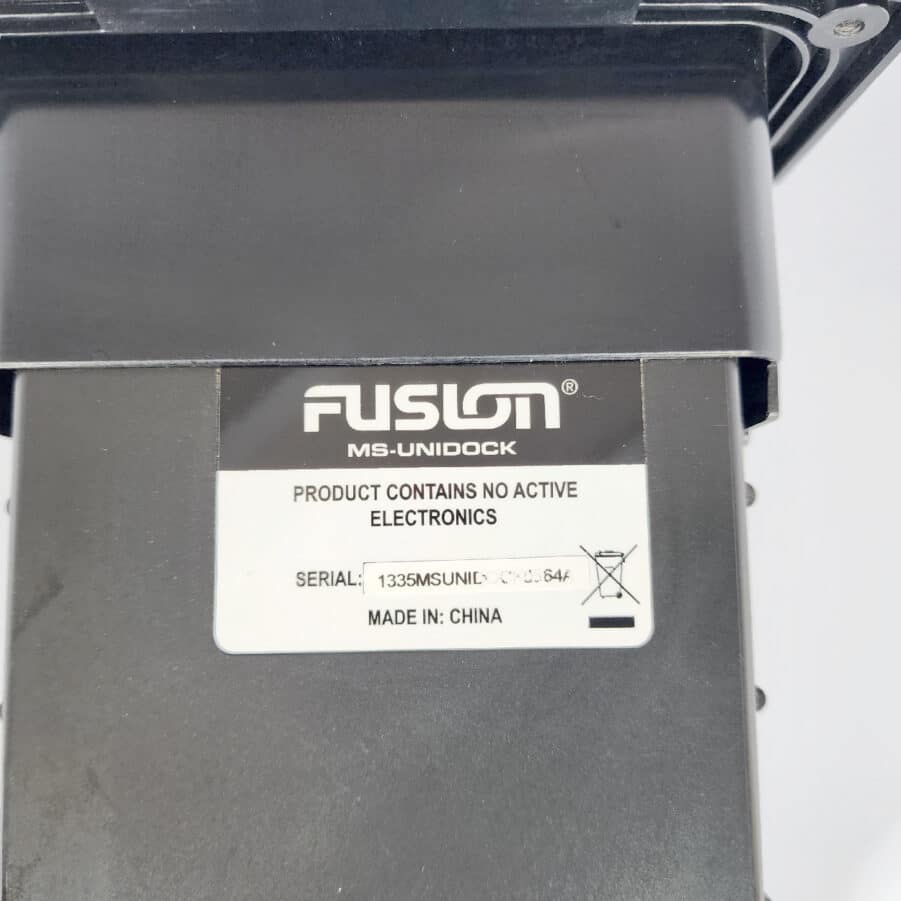 FUSION®
MS-UNIDOCK
PRODUCT CONTAINS NO ACTIVE
ELECTRONICS
SERIAL:
MADE IN: CHINA